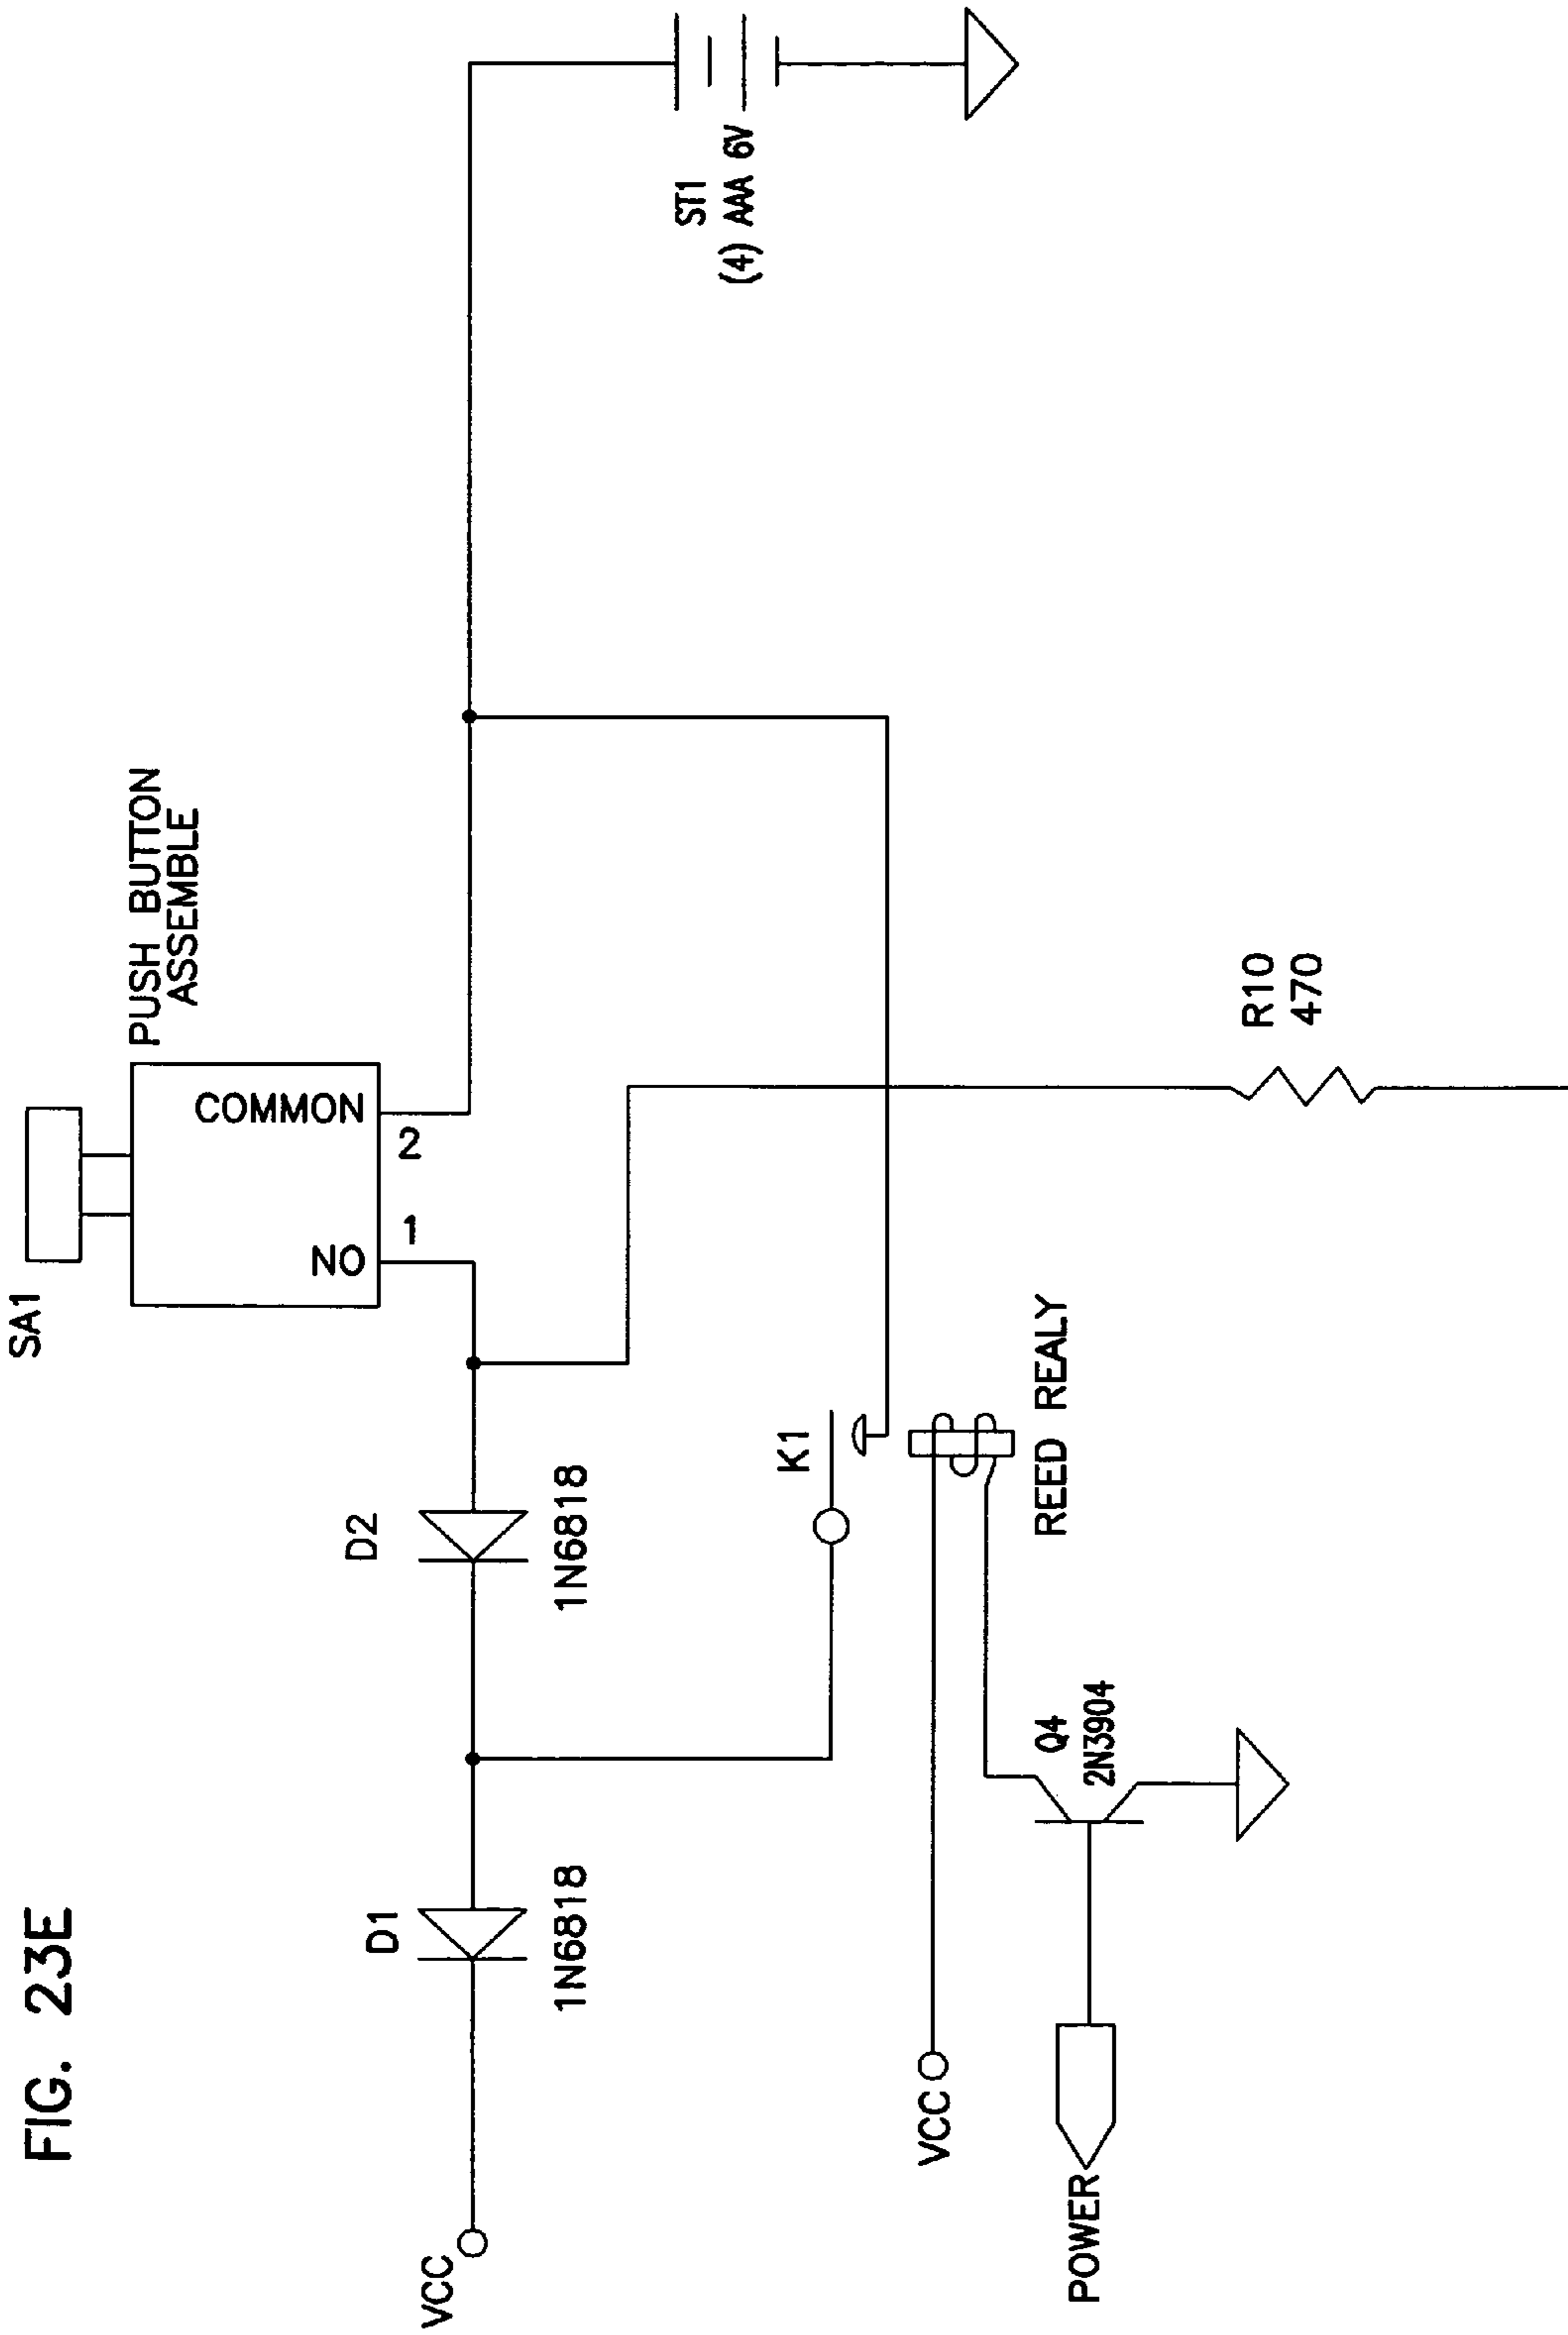 FIG. 23E
SA1
PUSH BUTTON
ASSEMBLE
NO
COMMON
1
2
VCC
D1
1N6818
D2
1N6818
K1
ST1
(4) AAA 6V
VCC
REED REALY
POWER
Q4
2N3904
R10
470